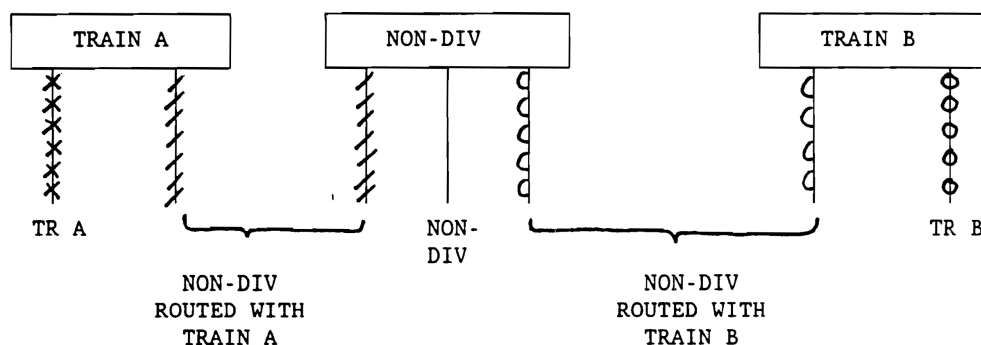 TRAIN A
NON-DIV
TRAIN B
TR A
NON-
DIV
TR B
NON-DIV
ROUTED WITH
TRAIN A
NON-DIV
ROUTED WITH
TRAIN B